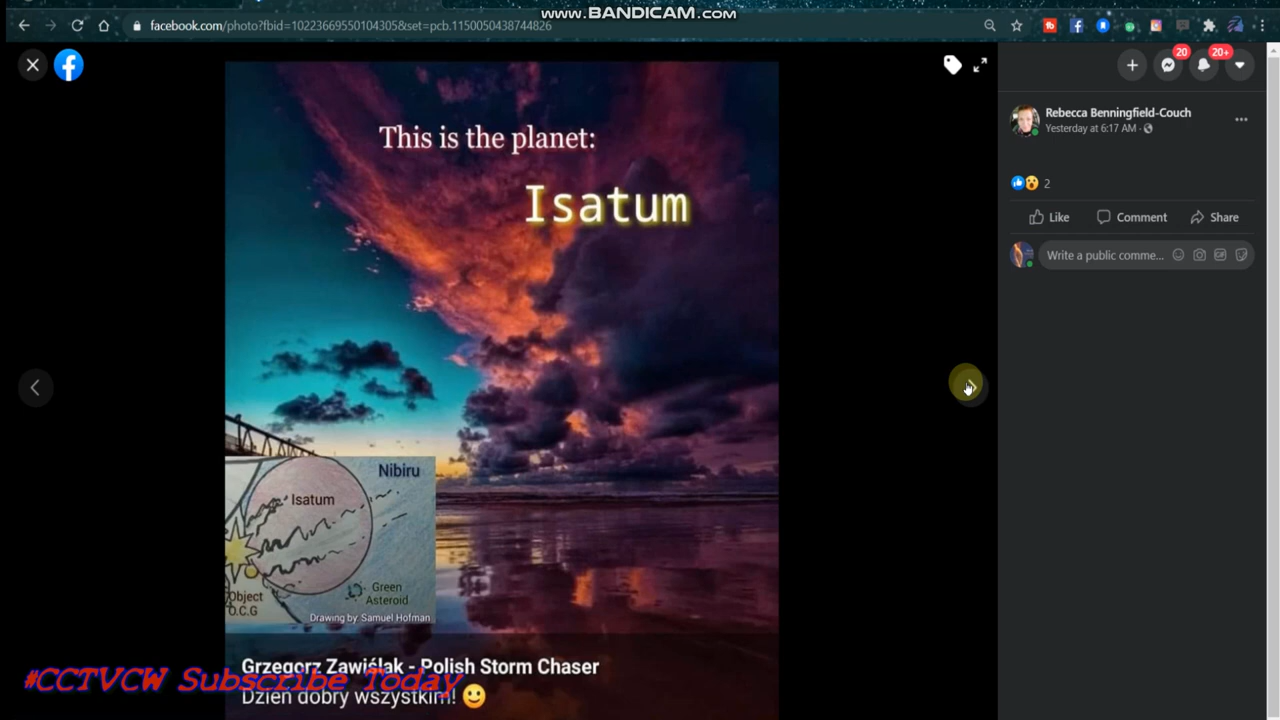 www.BANDICAM.com
facebook.com/photo?fbid=10223669550104305&set=pcb.1150050438744826
20
20+
Rebecca Benningfield-Couch
Yesterday at 6:17 AM ·
2
Like
Comment
Share
Write a public comme...
This is the planet:
Isatum
Nibiru
Isatum
Green
Asteroid
Object
O.C.G
Drawing by: Samuel Hofman
Grzegorz Zawiślak - Polish Storm Chaser
Dzień dobry wszystkim!
#CCTVCW Subscribe Today